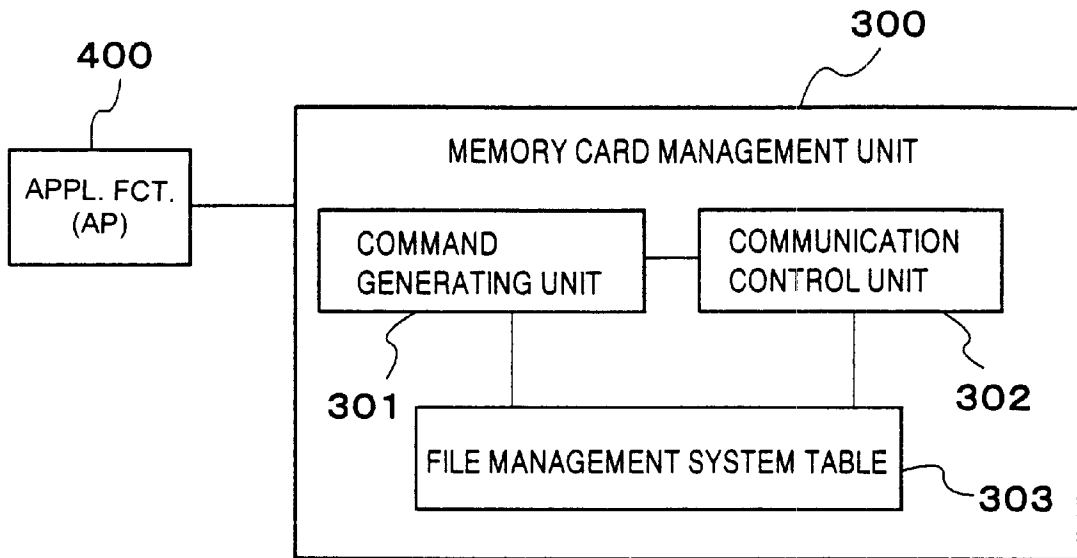 300
400
MEMORY CARD MANAGEMENT UNIT
APPL. FCT.
(AP)
COMMAND
GENERATING UNIT
COMMUNICATION
CONTROL UNIT
301
302
FILE MANAGEMENT SYSTEM TABLE
303